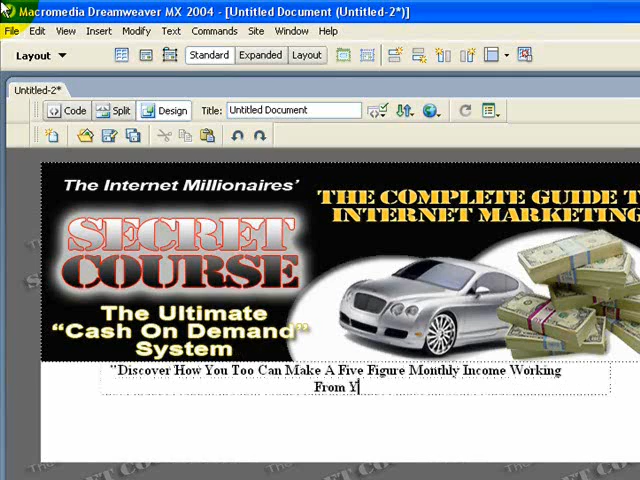 Macromedia Dreamweaver MX 2004 - [Untitled Document (Untitled-2*)]
File Edit View Insert Modify Text Commands Site Window Help
Layout Standard Expanded Layout
Untitled-2*
Code Split Design Title: Untitled Document
The Internet Millionaires'
SECRET
COURSE
The Ultimate
“Cash On Demand”
System
THE COMPLETE GUIDE T
INTERNET MARKETING
"Discover How You Too Can Make A Five Figure Monthly Income Working
From Y